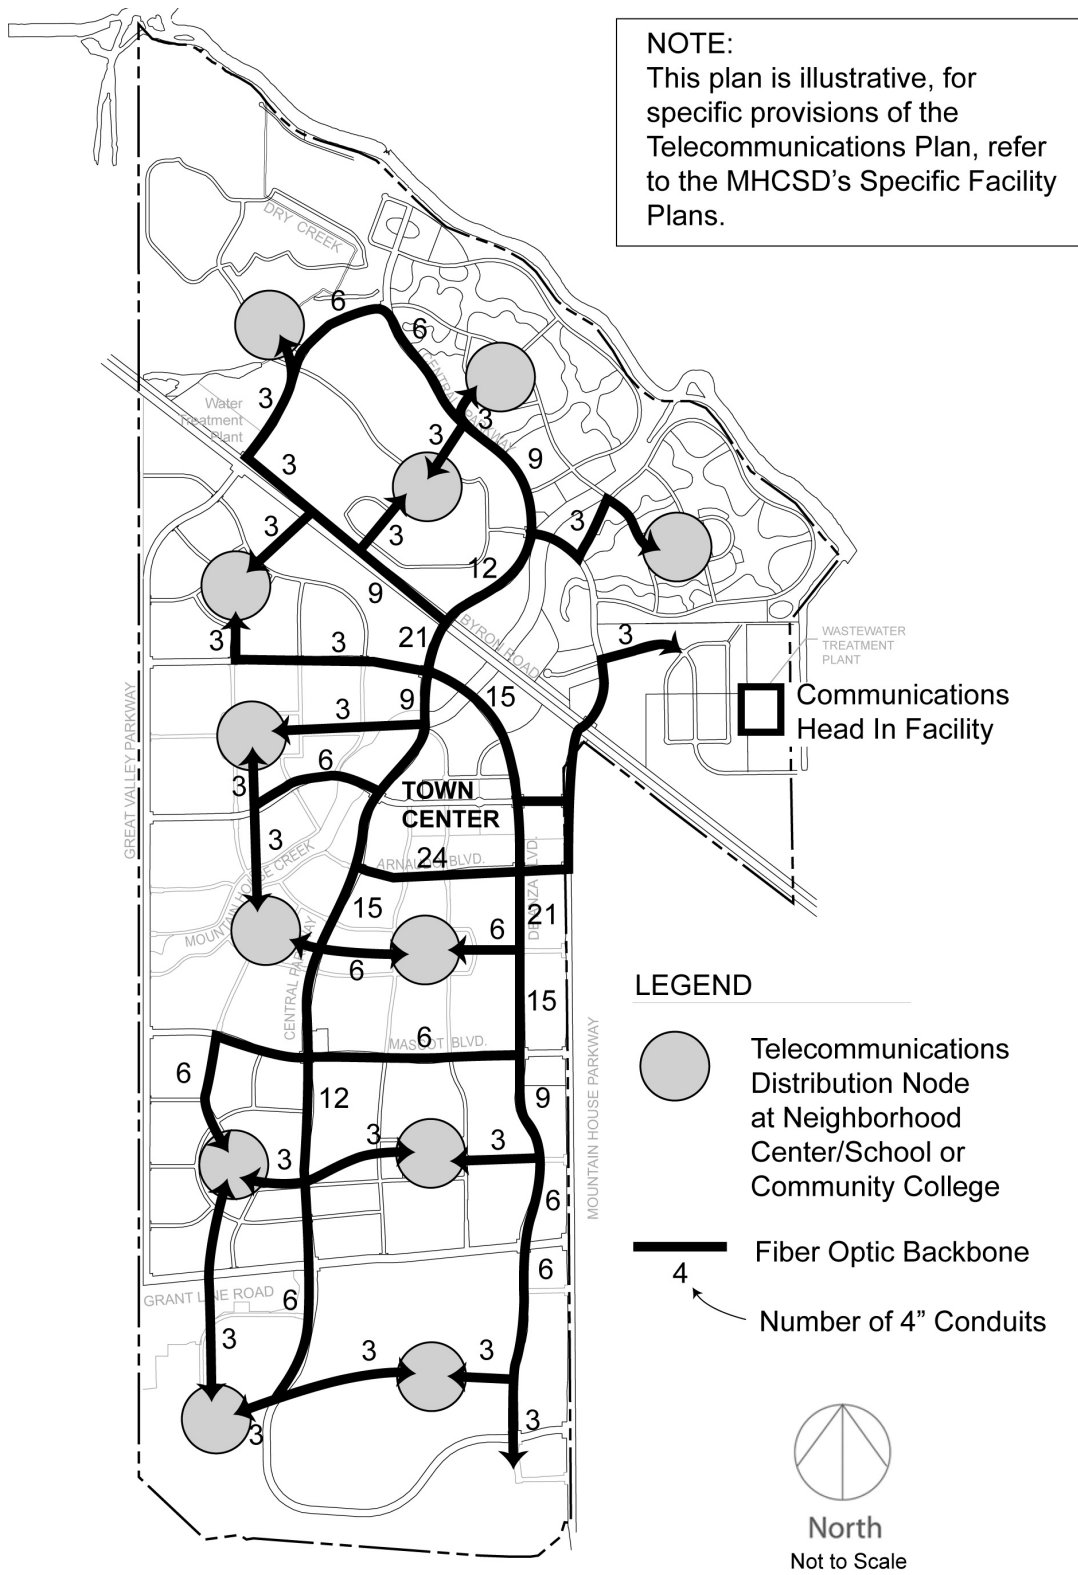 NOTE:
This plan is illustrative, for
specific provisions of the
Telecommunications Plan, refer
to the MHCSD's Specific Facility
Plans.
DRY CREEK
6
6
CENTRAL PARKWAY
3
Water
Treatment
Plant
3
3
9
3
3
3
3
12
9
BYRON ROAD
21
3
3
3
WASTEWATER
TREATMENT
PLANT
Communications
Head In Facility
9
15
3
GREAT VALLEY PARKWAY
6
3
TOWN
CENTER
3
ARNAUDO BLVD.
24
DE ANZA BLVD.
MOUNTAIN HOUSE CREEK
15
21
6
6
CENTRAL PARKWAY
LEGEND
15
MASCOT BLVD.
6
MOUNTAIN HOUSE PARKWAY
Telecommunications
Distribution Node
at Neighborhood
Center/School or
Community College
6
12
9
3
3
3
6
Fiber Optic Backbone
6
4
GRANT LINE ROAD
6
Number of 4” Conduits
3
3
3
3
3
North
Not to Scale